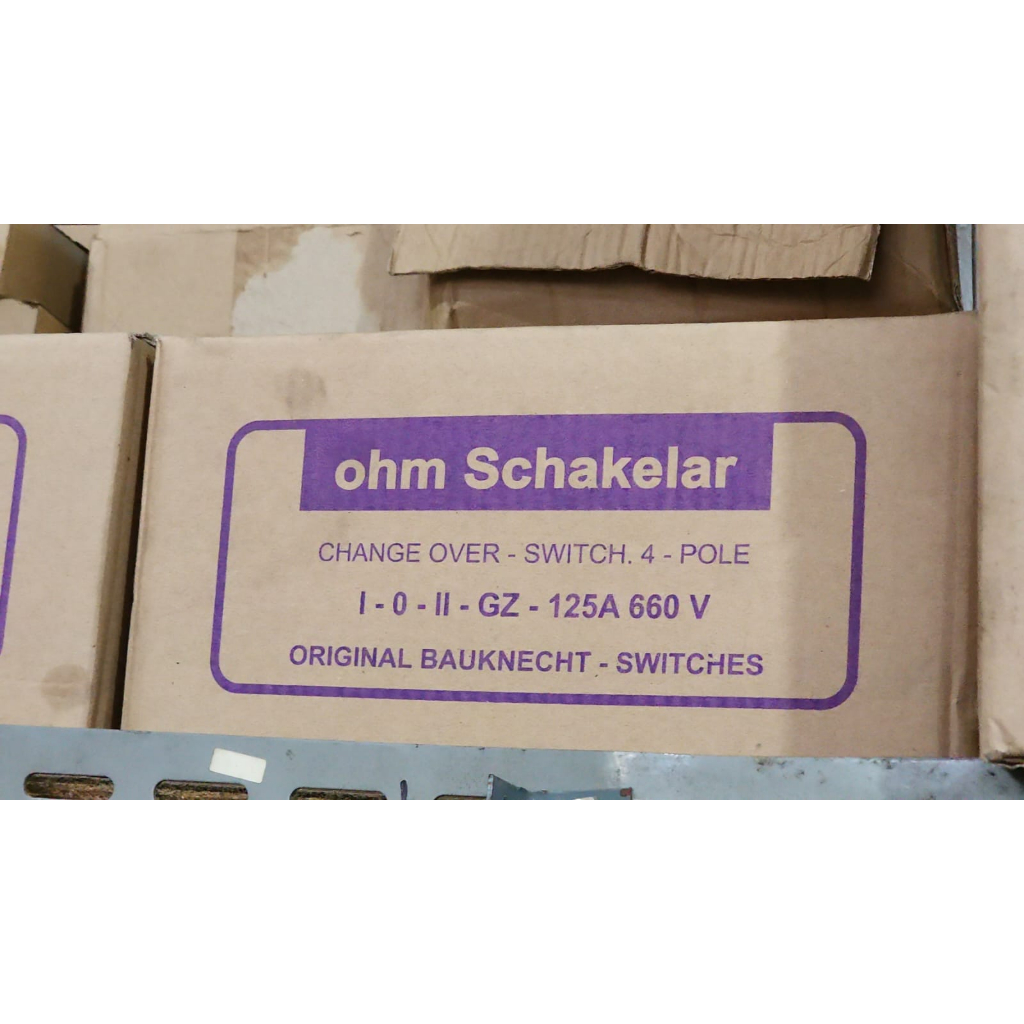 ohm Schakelar
CHANGE OVER - SWITCH. 4 - POLE
I - 0 - II - GZ - 125A 660 V
ORIGINAL BAUKNECHT - SWITCHES